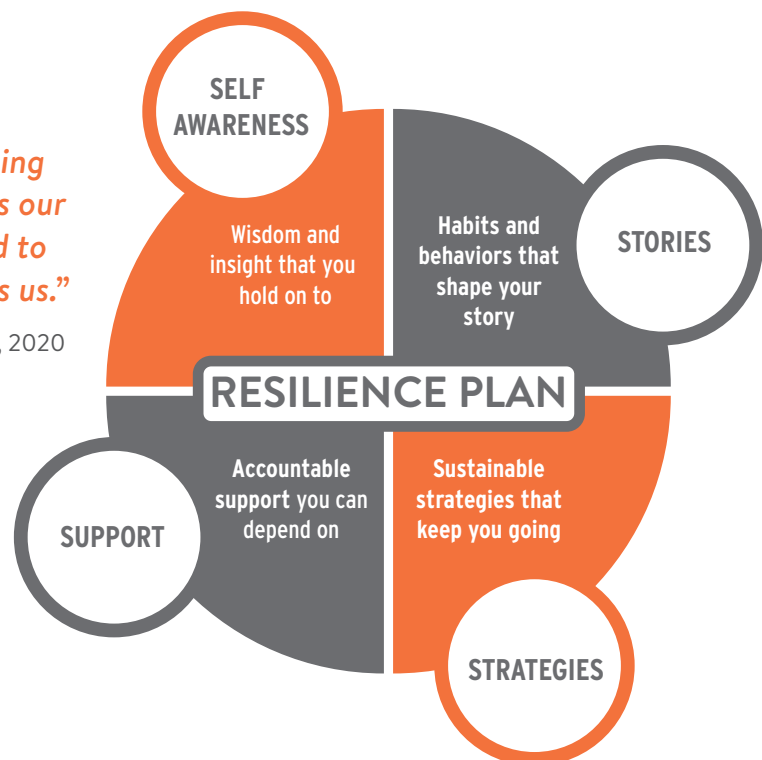 ing
s our
d to
s us.”
, 2020
SELF
AWARENESS
Wisdom and
insight that you
hold on to
Habits and
behaviors that
shape your
story
STORIES
RESILIENCE PLAN
Accountable
support you can
depend on
SUPPORT
Sustainable
strategies that
keep you going
STRATEGIES